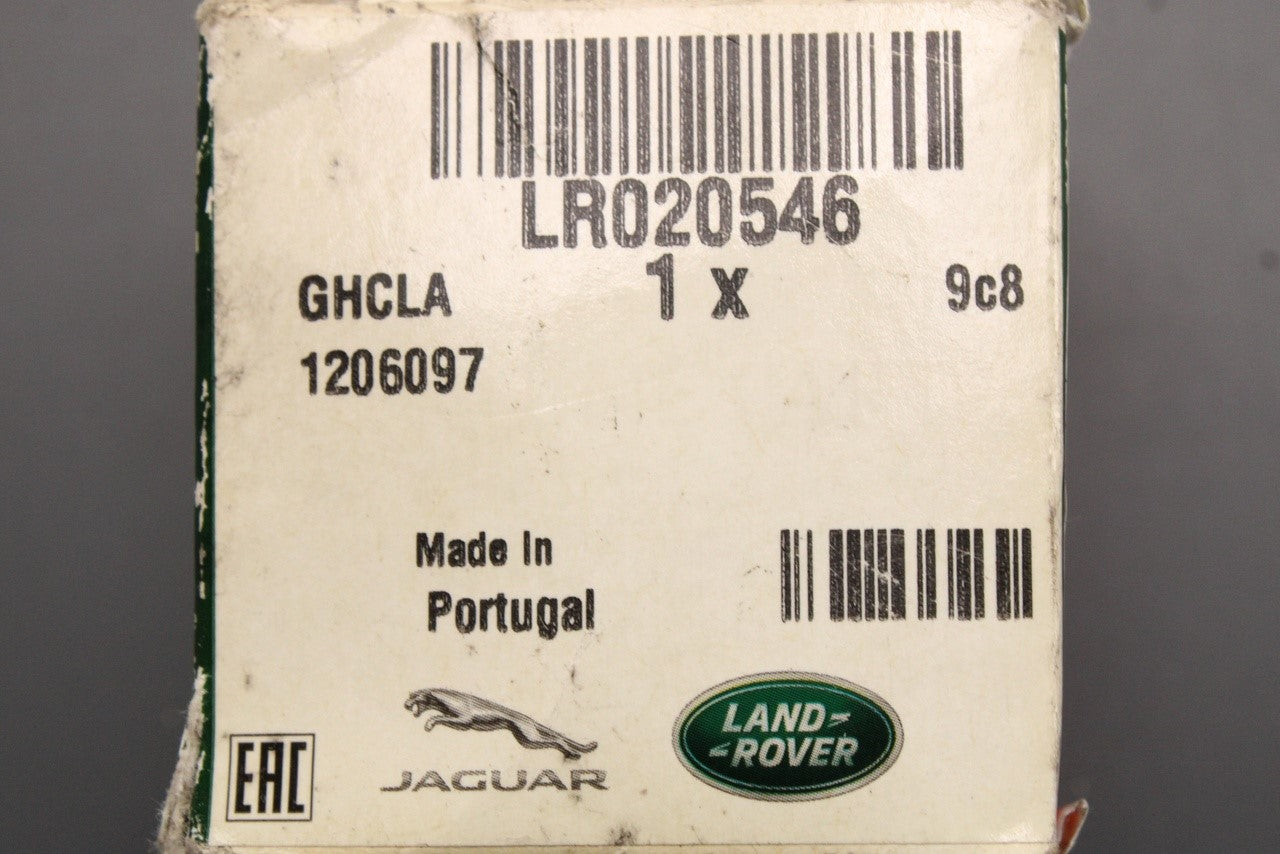 LR020546
GHCLA 1 x 9c8
1206097
Made In
Portugal
EAC
JAGUAR
LAND
ROVER